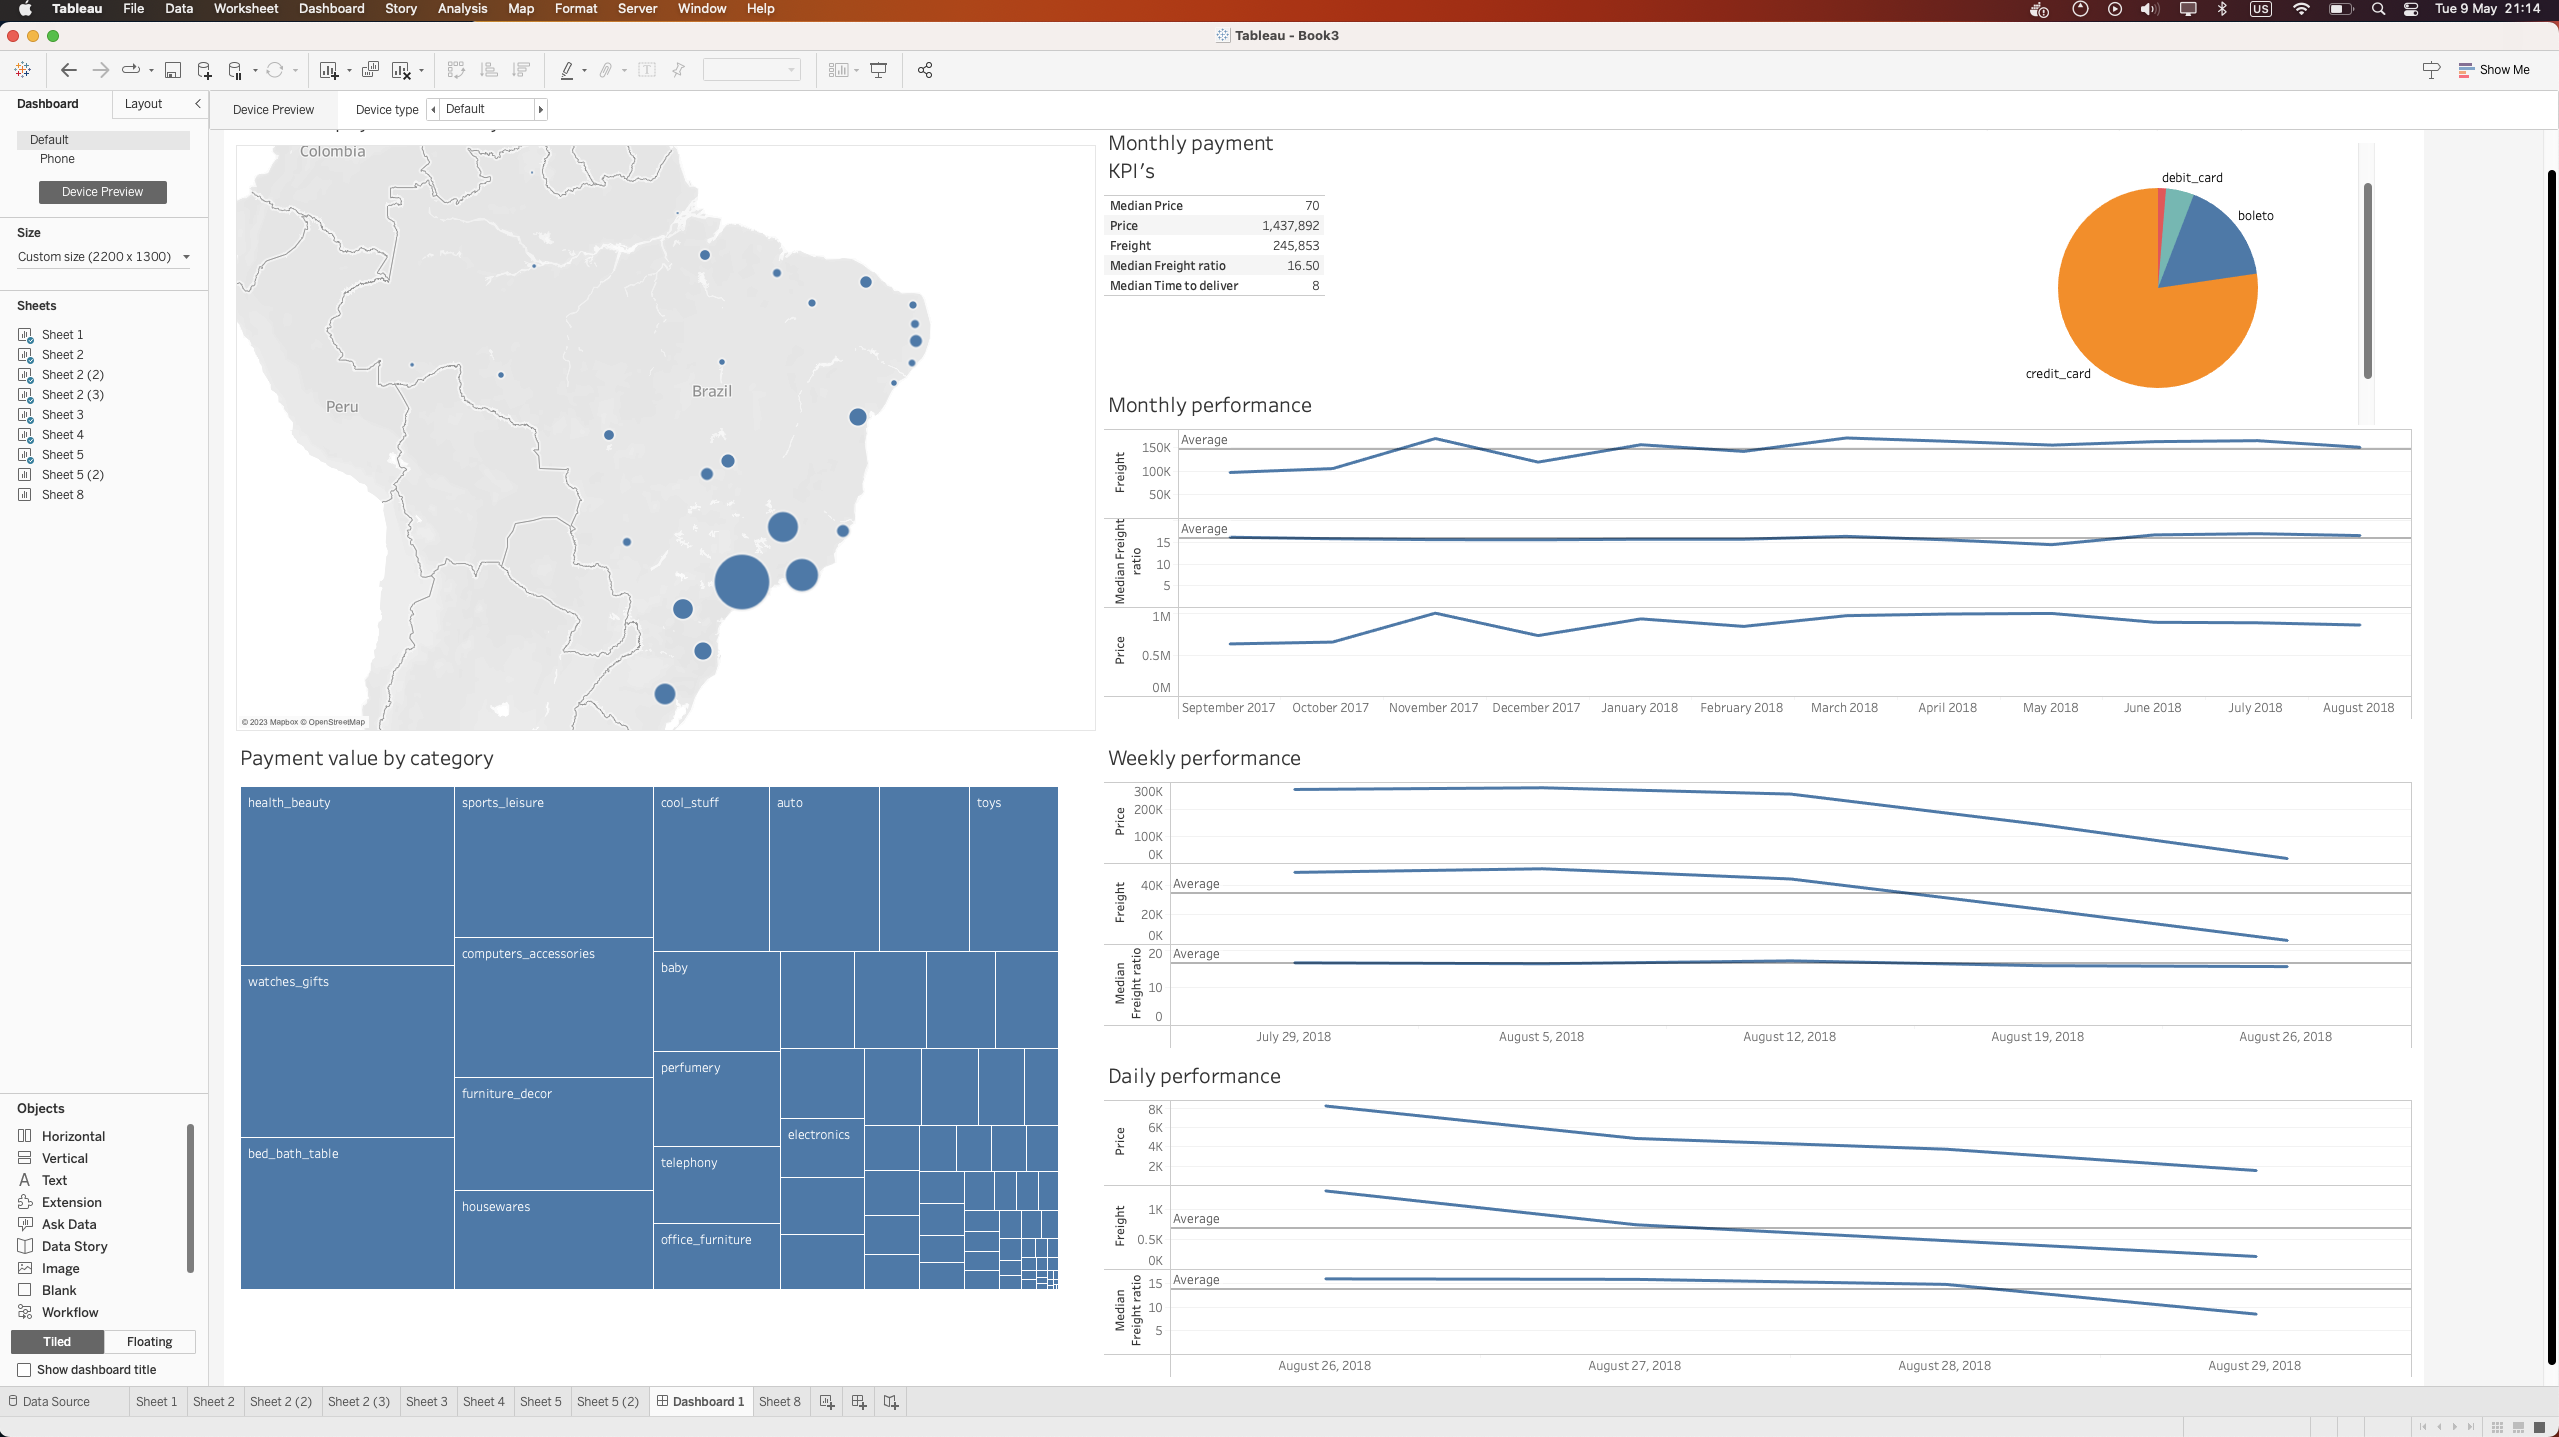 Tableau File Data Worksheet Dashboard Story Analysis Map Format Server Window Help US Tue 9 May 21:14
Tableau - Book3
Show Me
Dashboard Layout
Device Preview Device type Default
Default
Phone
Device Preview
Size
Custom size (2200 x 1300)
Sheets
Sheet 1
Sheet 2
Sheet 2 (2)
Sheet 2 (3)
Sheet 3
Sheet 4
Sheet 5
Sheet 5 (2)
Sheet 8
Objects
Horizontal
Vertical
Text
Extension
Ask Data
Data Story
Image
Blank
Workflow
Tiled Floating
Show dashboard title
Colombia
Peru
Brazil
© 2023 Mapbox © OpenStreetMap
Payment value by category
health_beauty
watches_gifts
bed_bath_table
sports_leisure
computers_accessories
furniture_decor
housewares
cool_stuff
auto
toys
baby
perfumery
telephony
office_furniture
electronics
Monthly payment
KPI's
Median Price 70
Price 1,437,892
Freight 245,853
Median Freight ratio 16.50
Median Time to deliver 8
debit_card
boleto
credit_card
Monthly performance
Freight
150K
100K
50K
Average
Median Freight
ratio
15
10
5
Average
Price
1M
0.5M
0M
September 2017 October 2017 November 2017 December 2017 January 2018 February 2018 March 2018 April 2018 May 2018 June 2018 July 2018 August 2018
Weekly performance
Price
300K
200K
100K
0K
Freight
40K
20K
0K
Average
Median
Freight ratio
20
10
0
Average
July 29, 2018 August 5, 2018 August 12, 2018 August 19, 2018 August 26, 2018
Daily performance
Price
8K
6K
4K
2K
Freight
1K
0.5K
0K
Average
Median
Freight ratio
15
10
5
Average
August 26, 2018 August 27, 2018 August 28, 2018 August 29, 2018
Data Source Sheet 1 Sheet 2 Sheet 2 (2) Sheet 2 (3) Sheet 3 Sheet 4 Sheet 5 Sheet 5 (2) Dashboard 1 Sheet 8